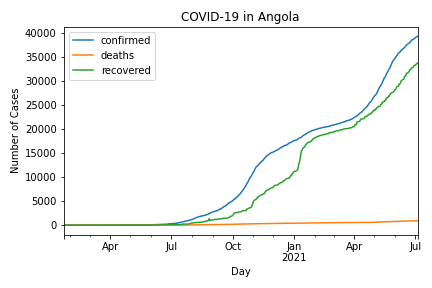 COVID-19 in Angola
confirmed
deaths
recovered
Number of Cases
40000
35000
30000
25000
20000
15000
10000
5000
0
Apr Jul Oct Jan Apr Jul
2021
Day